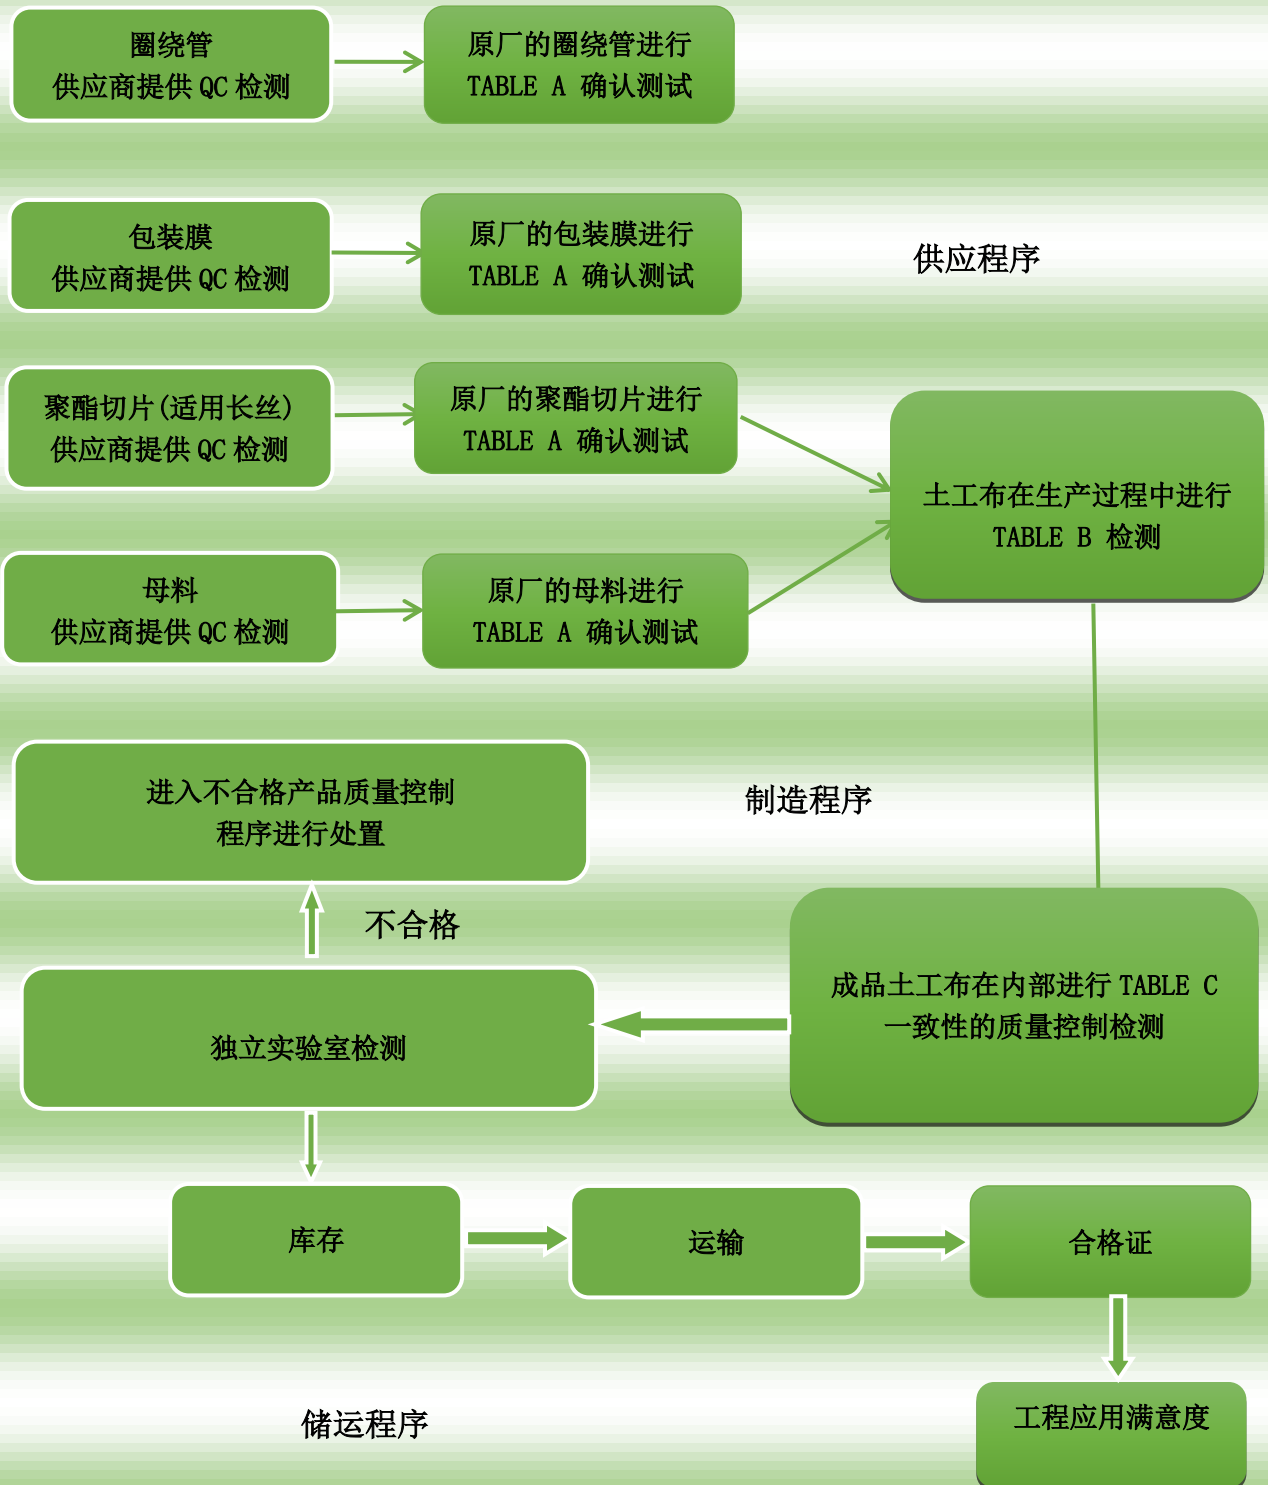 圈绕管
供应商提供 QC 检测
原厂的圈绕管进行
TABLE A 确认测试
包装膜
供应商提供 QC 检测
原厂的包装膜进行
TABLE A 确认测试
供应程序
聚酯切片(适用长丝)
供应商提供 QC 检测
原厂的聚酯切片进行
TABLE A 确认测试
土工布在生产过程中进行
TABLE B 检测
母料
供应商提供 QC 检测
原厂的母料进行
TABLE A 确认测试
进入不合格产品质量控制
程序进行处置
制造程序
不合格
成品土工布在内部进行 TABLE C
一致性的质量控制检测
独立实验室检测
库存
运输
合格证
工程应用满意度
储运程序